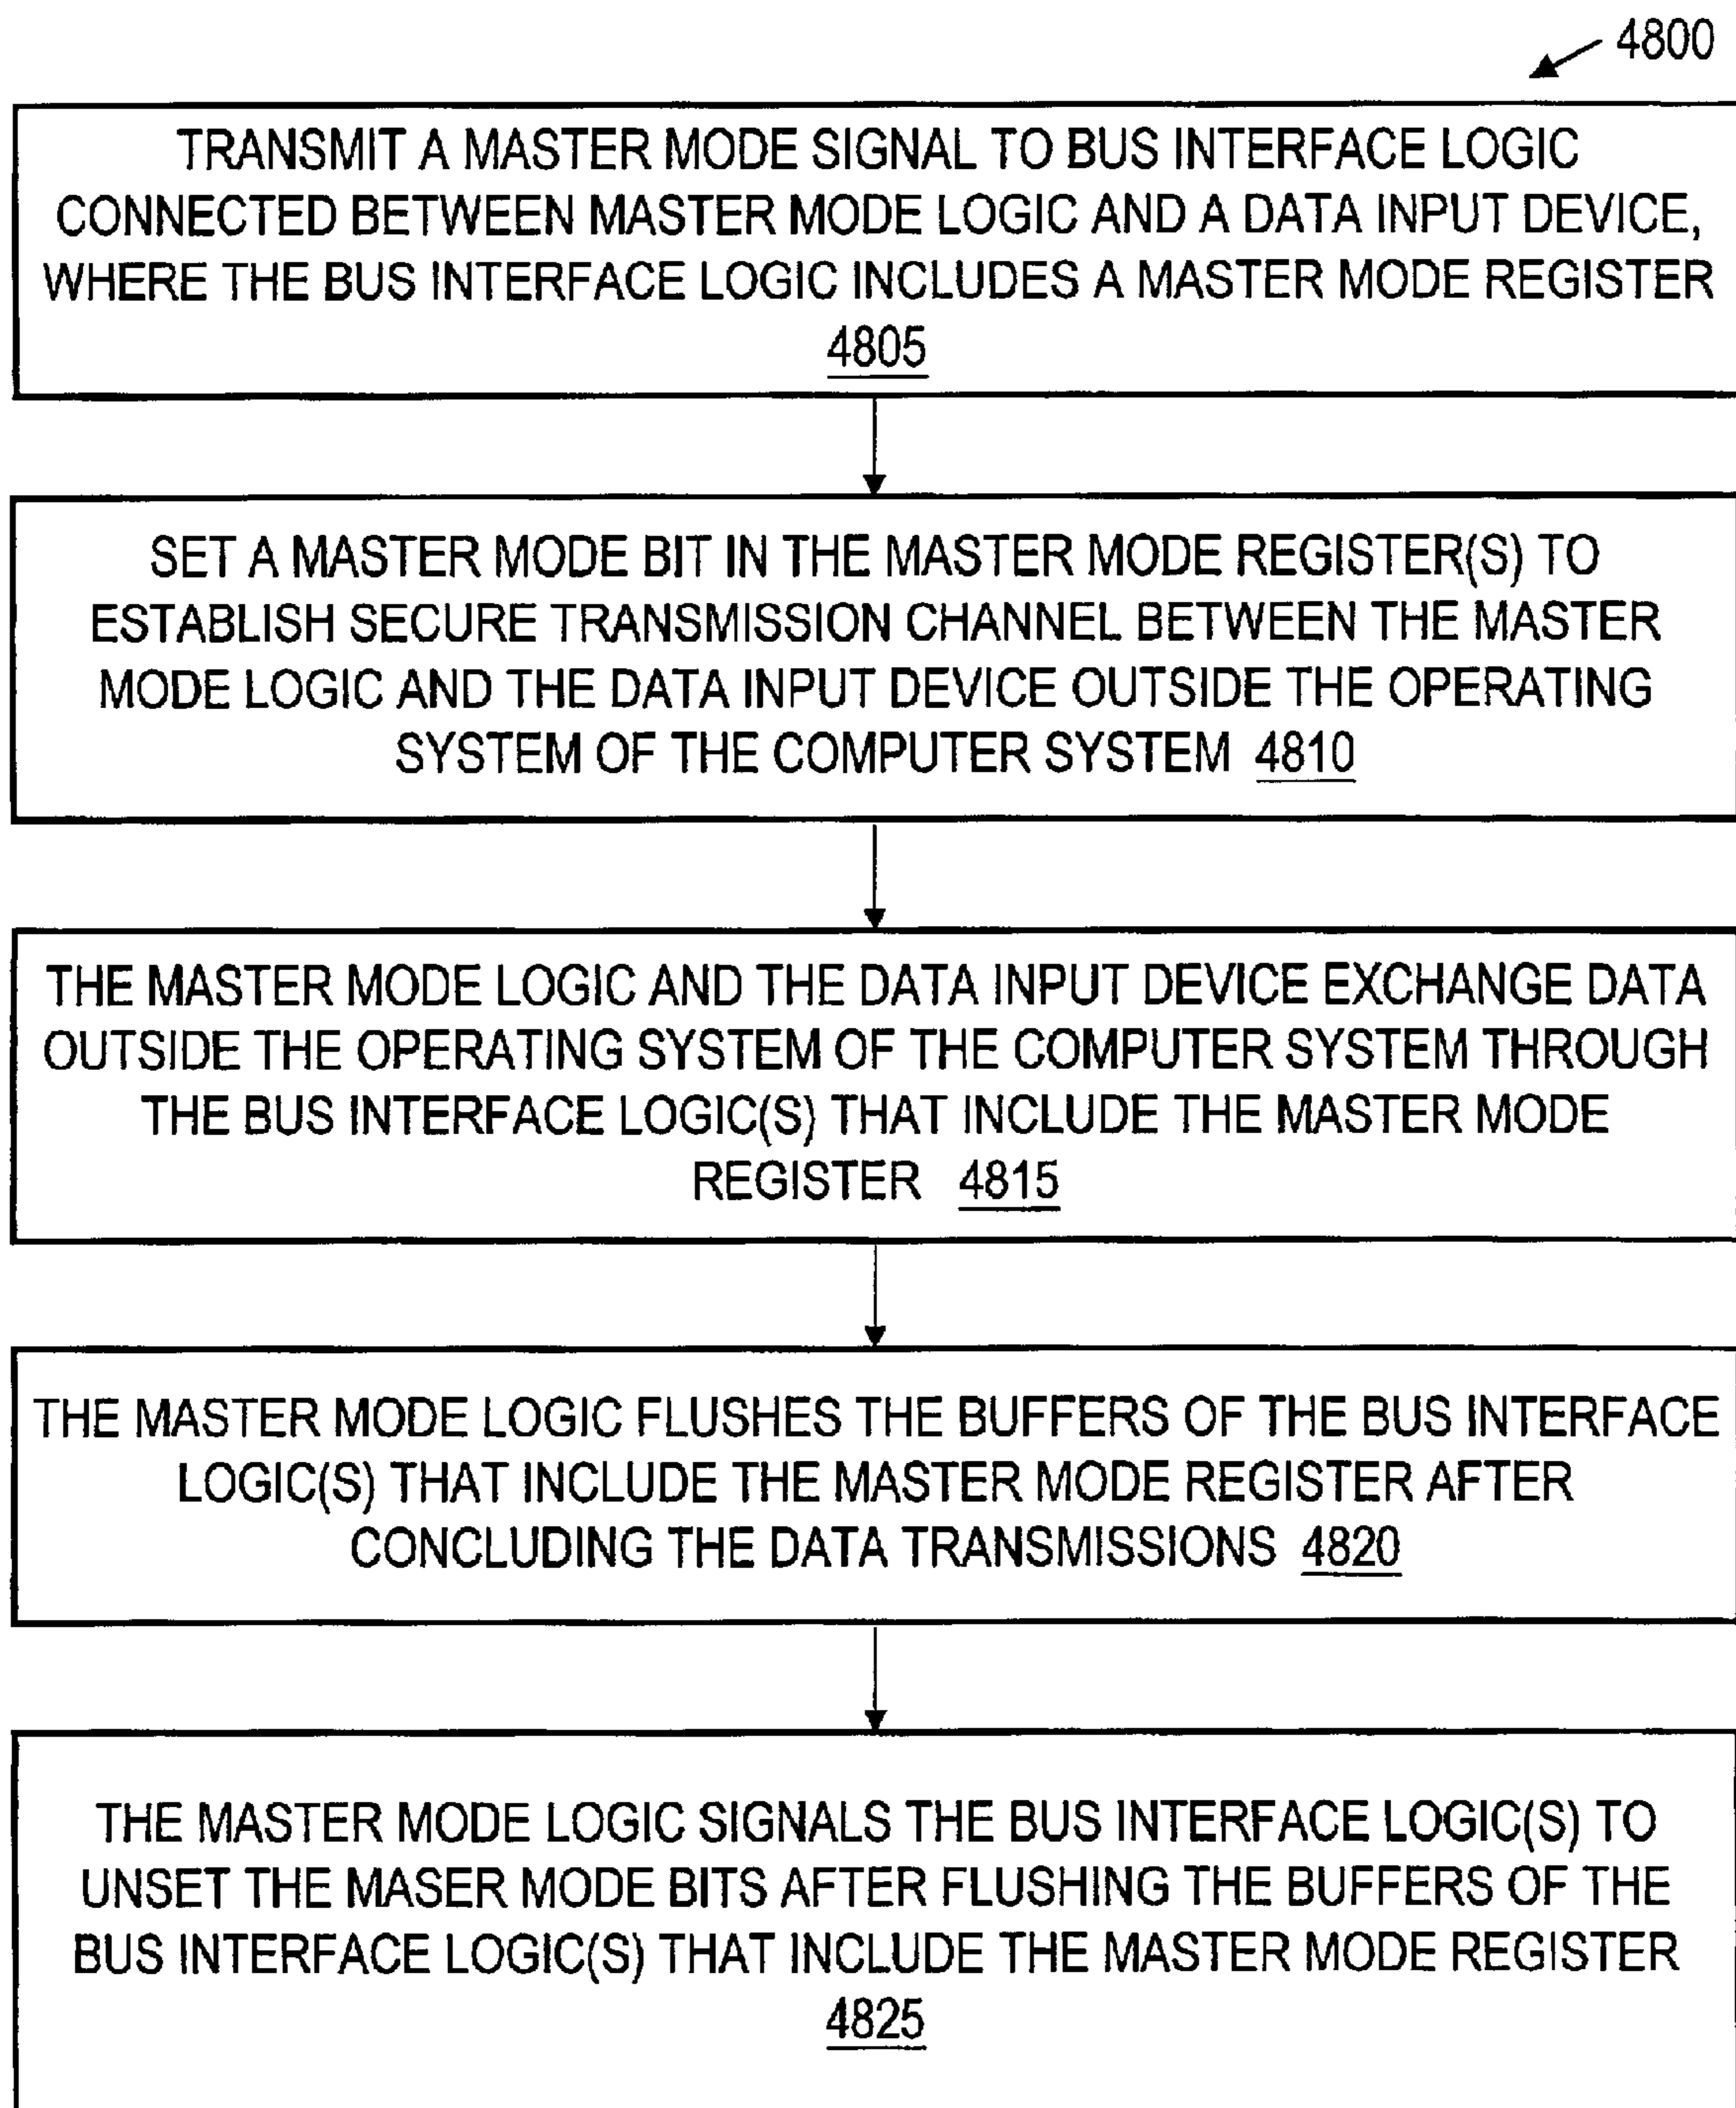 4800
TRANSMIT A MASTER MODE SIGNAL TO BUS INTERFACE LOGIC
CONNECTED BETWEEN MASTER MODE LOGIC AND A DATA INPUT DEVICE,
WHERE THE BUS INTERFACE LOGIC INCLUDES A MASTER MODE REGISTER
4805
SET A MASTER MODE BIT IN THE MASTER MODE REGISTER(S) TO
ESTABLISH SECURE TRANSMISSION CHANNEL BETWEEN THE MASTER
MODE LOGIC AND THE DATA INPUT DEVICE OUTSIDE THE OPERATING
SYSTEM OF THE COMPUTER SYSTEM 4810
THE MASTER MODE LOGIC AND THE DATA INPUT DEVICE EXCHANGE DATA
OUTSIDE THE OPERATING SYSTEM OF THE COMPUTER SYSTEM THROUGH
THE BUS INTERFACE LOGIC(S) THAT INCLUDE THE MASTER MODE
REGISTER 4815
THE MASTER MODE LOGIC FLUSHES THE BUFFERS OF THE BUS INTERFACE
LOGIC(S) THAT INCLUDE THE MASTER MODE REGISTER AFTER
CONCLUDING THE DATA TRANSMISSIONS 4820
THE MASTER MODE LOGIC SIGNALS THE BUS INTERFACE LOGIC(S) TO
UNSET THE MASER MODE BITS AFTER FLUSHING THE BUFFERS OF THE
BUS INTERFACE LOGIC(S) THAT INCLUDE THE MASTER MODE REGISTER
4825